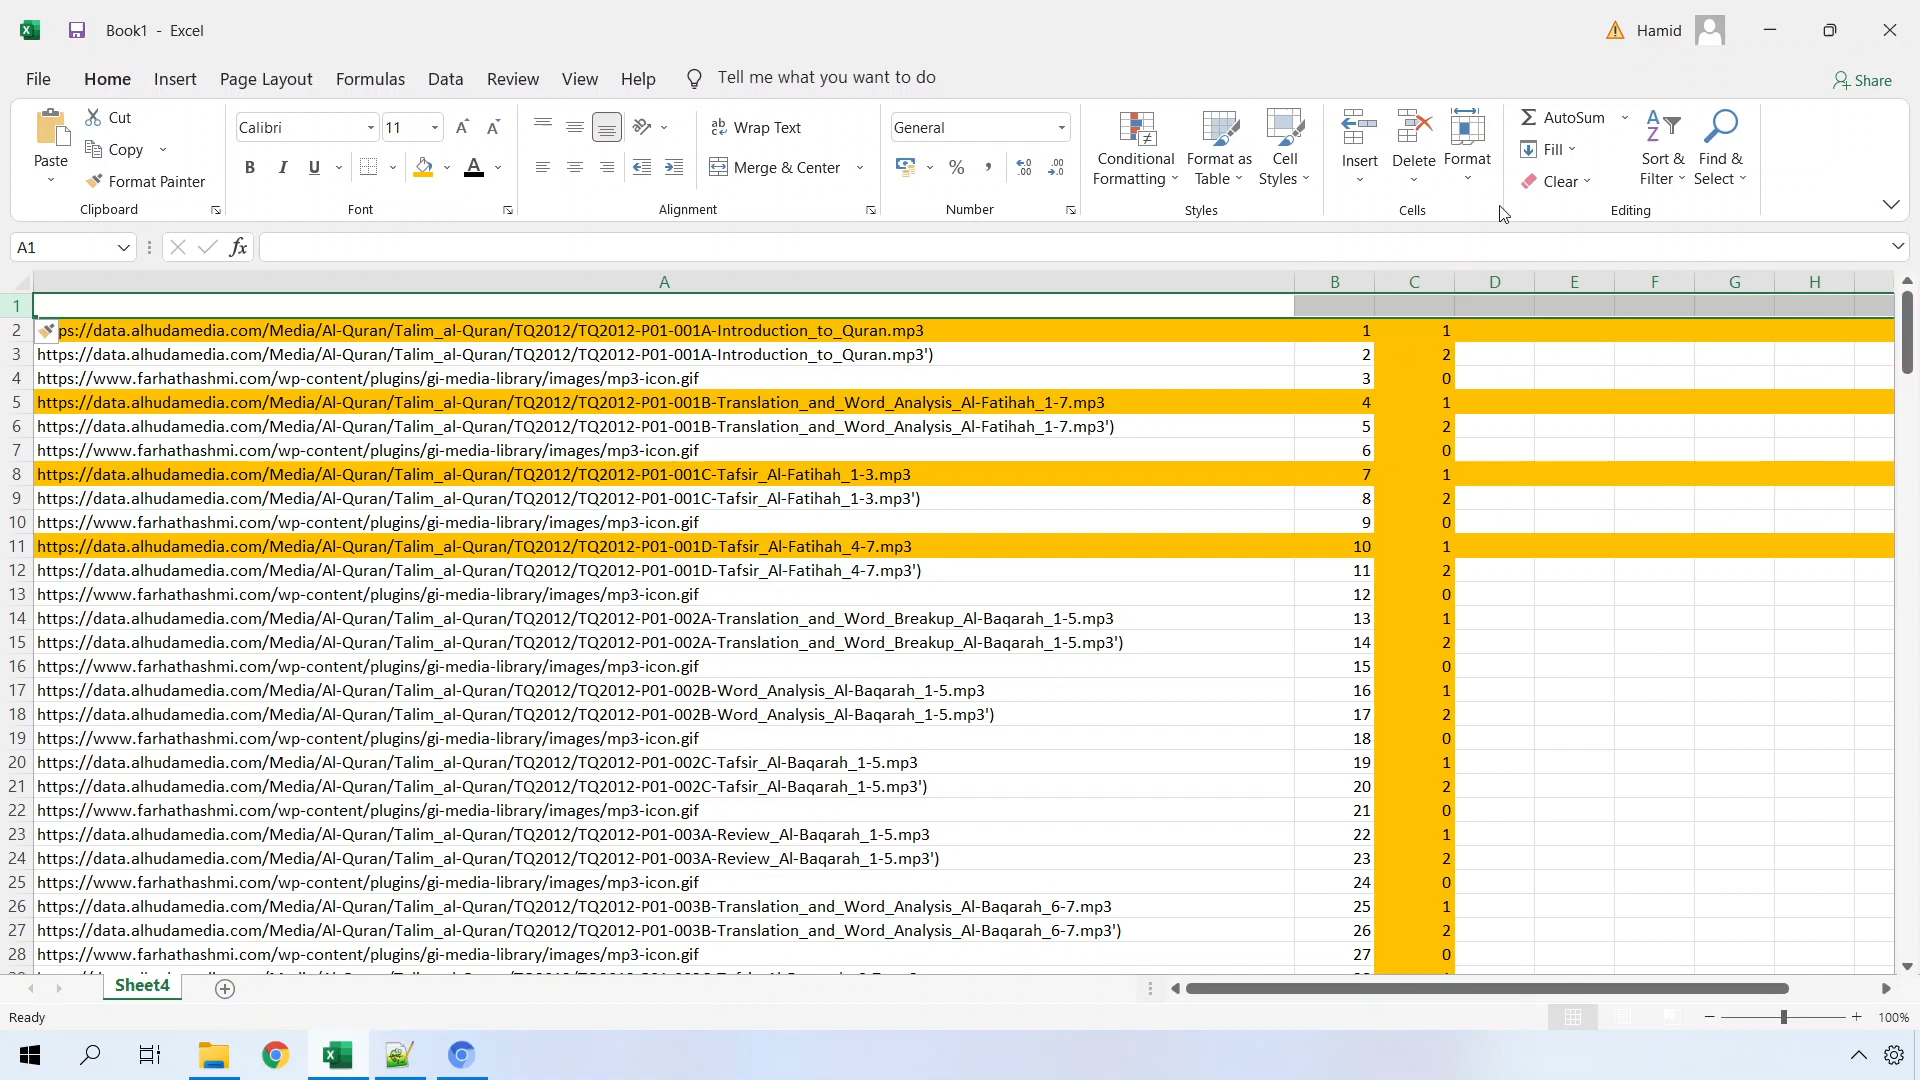 Book1 - Excel
Hamid
File Home Insert Page Layout Formulas Data Review View Help Tell me what you want to do
Share
Paste
Cut
Copy
Format Painter
Clipboard
Calibri 11
B I U
Font
Wrap Text
Merge & Center
Alignment
General
%
Number
Conditional Formatting
Format as Table
Cell Styles
Styles
Insert
Delete
Format
Cells
AutoSum
Fill
Clear
Sort & Filter
Find & Select
Editing
A1 fx
A B C D E F G H
1
2 ps://data.alhudamedia.com/Media/Al-Quran/Talim_al-Quran/TQ2012/TQ2012-P01-001A-Introduction_to_Quran.mp3 1 1
3 https://data.alhudamedia.com/Media/Al-Quran/Talim_al-Quran/TQ2012/TQ2012-P01-001A-Introduction_to_Quran.mp3') 2 2
4 https://www.farhathashmi.com/wp-content/plugins/gi-media-library/images/mp3-icon.gif 3 0
5 https://data.alhudamedia.com/Media/Al-Quran/Talim_al-Quran/TQ2012/TQ2012-P01-001B-Translation_and_Word_Analysis_Al-Fatihah_1-7.mp3 4 1
6 https://data.alhudamedia.com/Media/Al-Quran/Talim_al-Quran/TQ2012/TQ2012-P01-001B-Translation_and_Word_Analysis_Al-Fatihah_1-7.mp3') 5 2
7 https://www.farhathashmi.com/wp-content/plugins/gi-media-library/images/mp3-icon.gif 6 0
8 https://data.alhudamedia.com/Media/Al-Quran/Talim_al-Quran/TQ2012/TQ2012-P01-001C-Tafsir_Al-Fatihah_1-3.mp3 7 1
9 https://data.alhudamedia.com/Media/Al-Quran/Talim_al-Quran/TQ2012/TQ2012-P01-001C-Tafsir_Al-Fatihah_1-3.mp3') 8 2
10 https://www.farhathashmi.com/wp-content/plugins/gi-media-library/images/mp3-icon.gif 9 0
11 https://data.alhudamedia.com/Media/Al-Quran/Talim_al-Quran/TQ2012/TQ2012-P01-001D-Tafsir_Al-Fatihah_4-7.mp3 10 1
12 https://data.alhudamedia.com/Media/Al-Quran/Talim_al-Quran/TQ2012/TQ2012-P01-001D-Tafsir_Al-Fatihah_4-7.mp3') 11 2
13 https://www.farhathashmi.com/wp-content/plugins/gi-media-library/images/mp3-icon.gif 12 0
14 https://data.alhudamedia.com/Media/Al-Quran/Talim_al-Quran/TQ2012/TQ2012-P01-002A-Translation_and_Word_Breakup_Al-Baqarah_1-5.mp3 13 1
15 https://data.alhudamedia.com/Media/Al-Quran/Talim_al-Quran/TQ2012/TQ2012-P01-002A-Translation_and_Word_Breakup_Al-Baqarah_1-5.mp3') 14 2
16 https://www.farhathashmi.com/wp-content/plugins/gi-media-library/images/mp3-icon.gif 15 0
17 https://data.alhudamedia.com/Media/Al-Quran/Talim_al-Quran/TQ2012/TQ2012-P01-002B-Word_Analysis_Al-Baqarah_1-5.mp3 16 1
18 https://data.alhudamedia.com/Media/Al-Quran/Talim_al-Quran/TQ2012/TQ2012-P01-002B-Word_Analysis_Al-Baqarah_1-5.mp3') 17 2
19 https://www.farhathashmi.com/wp-content/plugins/gi-media-library/images/mp3-icon.gif 18 0
20 https://data.alhudamedia.com/Media/Al-Quran/Talim_al-Quran/TQ2012/TQ2012-P01-002C-Tafsir_Al-Baqarah_1-5.mp3 19 1
21 https://data.alhudamedia.com/Media/Al-Quran/Talim_al-Quran/TQ2012/TQ2012-P01-002C-Tafsir_Al-Baqarah_1-5.mp3') 20 2
22 https://www.farhathashmi.com/wp-content/plugins/gi-media-library/images/mp3-icon.gif 21 0
23 https://data.alhudamedia.com/Media/Al-Quran/Talim_al-Quran/TQ2012/TQ2012-P01-003A-Review_Al-Baqarah_1-5.mp3 22 1
24 https://data.alhudamedia.com/Media/Al-Quran/Talim_al-Quran/TQ2012/TQ2012-P01-003A-Review_Al-Baqarah_1-5.mp3') 23 2
25 https://www.farhathashmi.com/wp-content/plugins/gi-media-library/images/mp3-icon.gif 24 0
26 https://data.alhudamedia.com/Media/Al-Quran/Talim_al-Quran/TQ2012/TQ2012-P01-003B-Translation_and_Word_Analysis_Al-Baqarah_6-7.mp3 25 1
27 https://data.alhudamedia.com/Media/Al-Quran/Talim_al-Quran/TQ2012/TQ2012-P01-003B-Translation_and_Word_Analysis_Al-Baqarah_6-7.mp3') 26 2
28 https://www.farhathashmi.com/wp-content/plugins/gi-media-library/images/mp3-icon.gif 27 0
Sheet4
Ready
100%